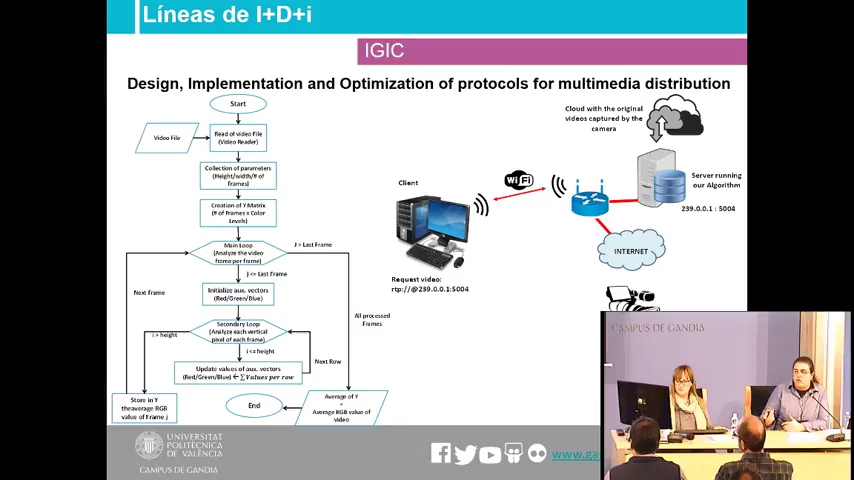 Líneas de I+D+i
IGIC
Design, Implementation and Optimization of protocols for multimedia distribution
Start
Video File
Read of video File
(Video Reader)
Collection of parameters
(Height/width/# of
frames)
Creation of Y Matrix
(# of Frames x Color
Levels)
Main Loop
(Analyze the video
frame per frame)
J > Last Frame
j <= Last Frame
Next Frame
Initialize aux. vectors
(Red/Green/Blue)
All processed
Frames
Secondary Loop
(Analyze each vertical
pixel of each frame)
i > height
i <= height
Next Row
Update values of aux. vectors
(Red/Green/Blue) ← ∑ Values per row
Store in Y
theaverage RGB
value of Frame j
End
Average of Y
=
Average RGB value of
video
Cloud with the original
videos captured by the
camera
Client
Wi Fi
Server running
our Algorithm
239.0.0.1 : 5004
INTERNET
Request video:
rtp://@239.0.0.1:5004
CAMPUS DE GANDIA
UNIVERSITAT
POLITÈCNICA
DE VALÈNCIA
CAMPUS DE GANDIA
www.ga